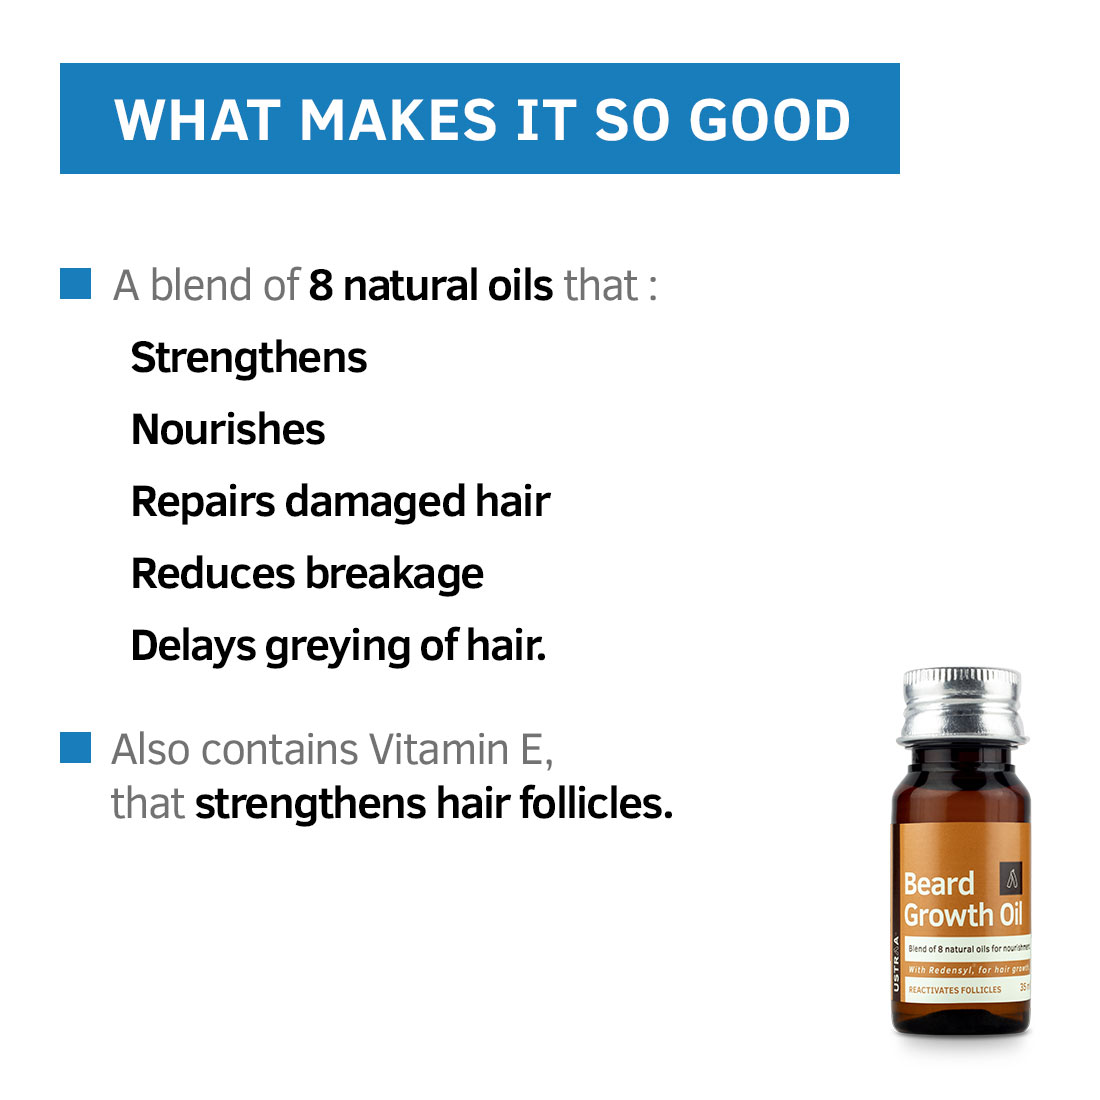 WHAT MAKES IT SO GOOD
A blend of 8 natural oils that :
Strengthens
Nourishes
Repairs damaged hair
Reduces breakage
Delays greying of hair.
Also contains Vitamin E,
that strengthens hair follicles.
Beard
Growth Oil
Blend of 8 natural oils for nourishment
With Redensyl, for hair growth
REACTIVATES FOLLICLES 35
USTRAA